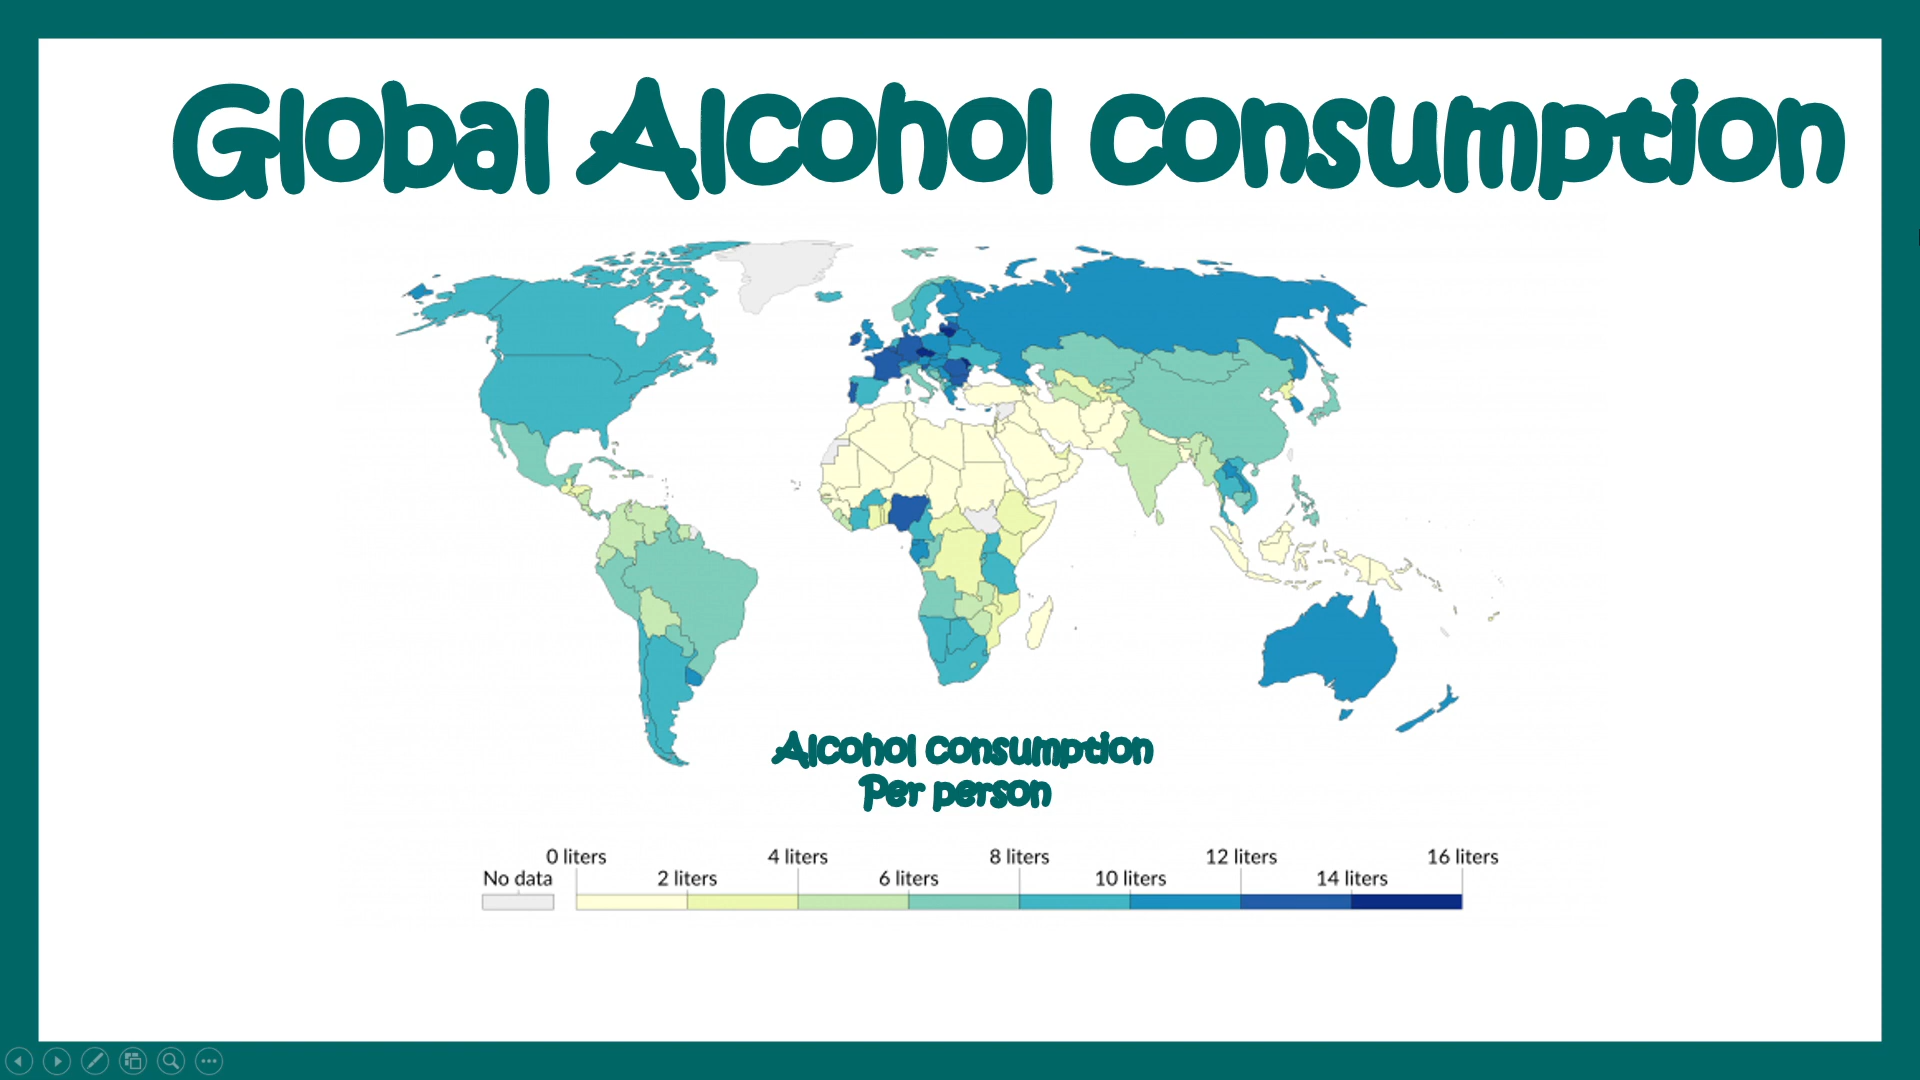 Global Alcohol consumption
Alcohol consumption
Per person
0 liters 4 liters 8 liters 12 liters 16 liters
No data 2 liters 6 liters 10 liters 14 liters